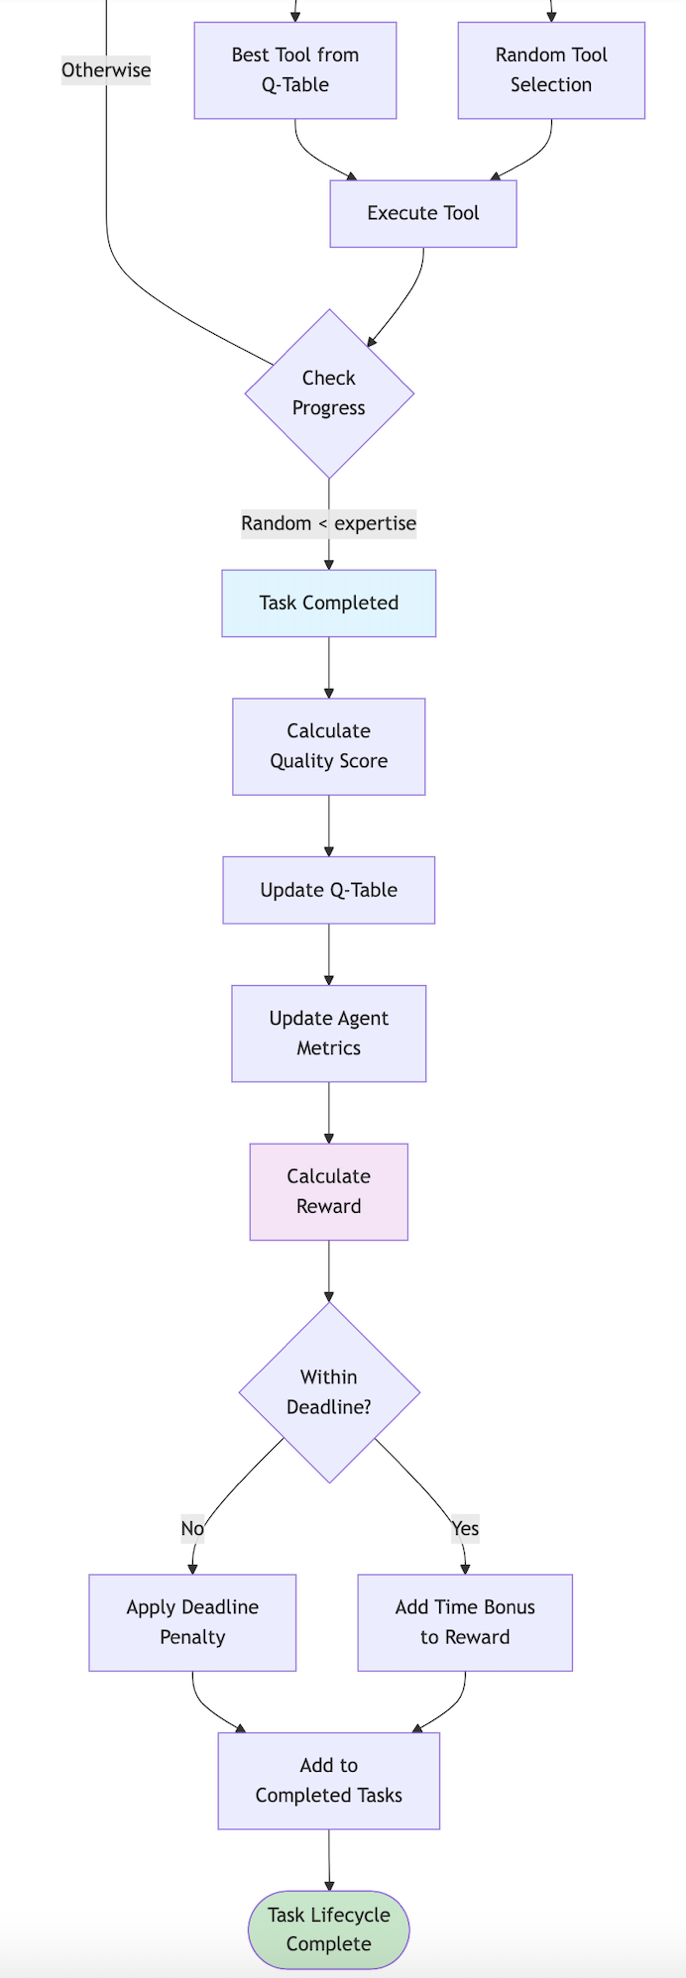 Best Tool from
Q-Table
Random Tool
Selection
Otherwise
Execute Tool
Check
Progress
Random < expertise
Task Completed
Calculate
Quality Score
Update Q-Table
Update Agent
Metrics
Calculate
Reward
Within
Deadline?
No
Yes
Apply Deadline
Penalty
Add Time Bonus
to Reward
Add to
Completed Tasks
Task Lifecycle
Complete